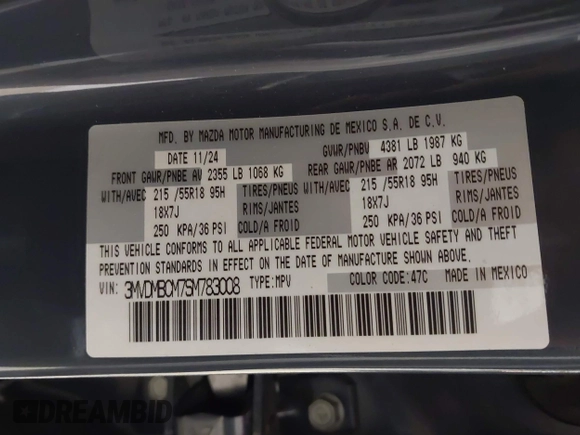 MFD. BY MAZDA MOTOR MANUFACTURING DE MEXICO S.A. DE C.V.
DATE 11/24 GVWR/PNBV 4381 LB 1987 KG
FRONT GAWR/PNBE AV 2355 LB 1068 KG REAR GAWR/PNBE AR 2072 LB 940 KG
WITH/AVEC 215 /55R18 95H TIRES/PNEUS WITH/AVEC 215 /55R18 95H TIRES/PNEUS
18X7J RIMS/JANTES 18X7J RIMS/JANTES
250 KPA/36 PSI COLD/A FROID 250 KPA/36 PSI COLD/A FROID
THIS VEHICLE CONFORMS TO ALL APPLICABLE FEDERAL MOTOR VEHICLE SAFETY AND THEFT
PREVENTION STANDARDS IN EFFECT ON THE DATE OF MANUFACTURE SHOWN ABOVE.
VIN: 3MVDMBCM7SM783008 TYPE:MPV COLOR CODE:47C MADE IN MEXICO
DREAMBID